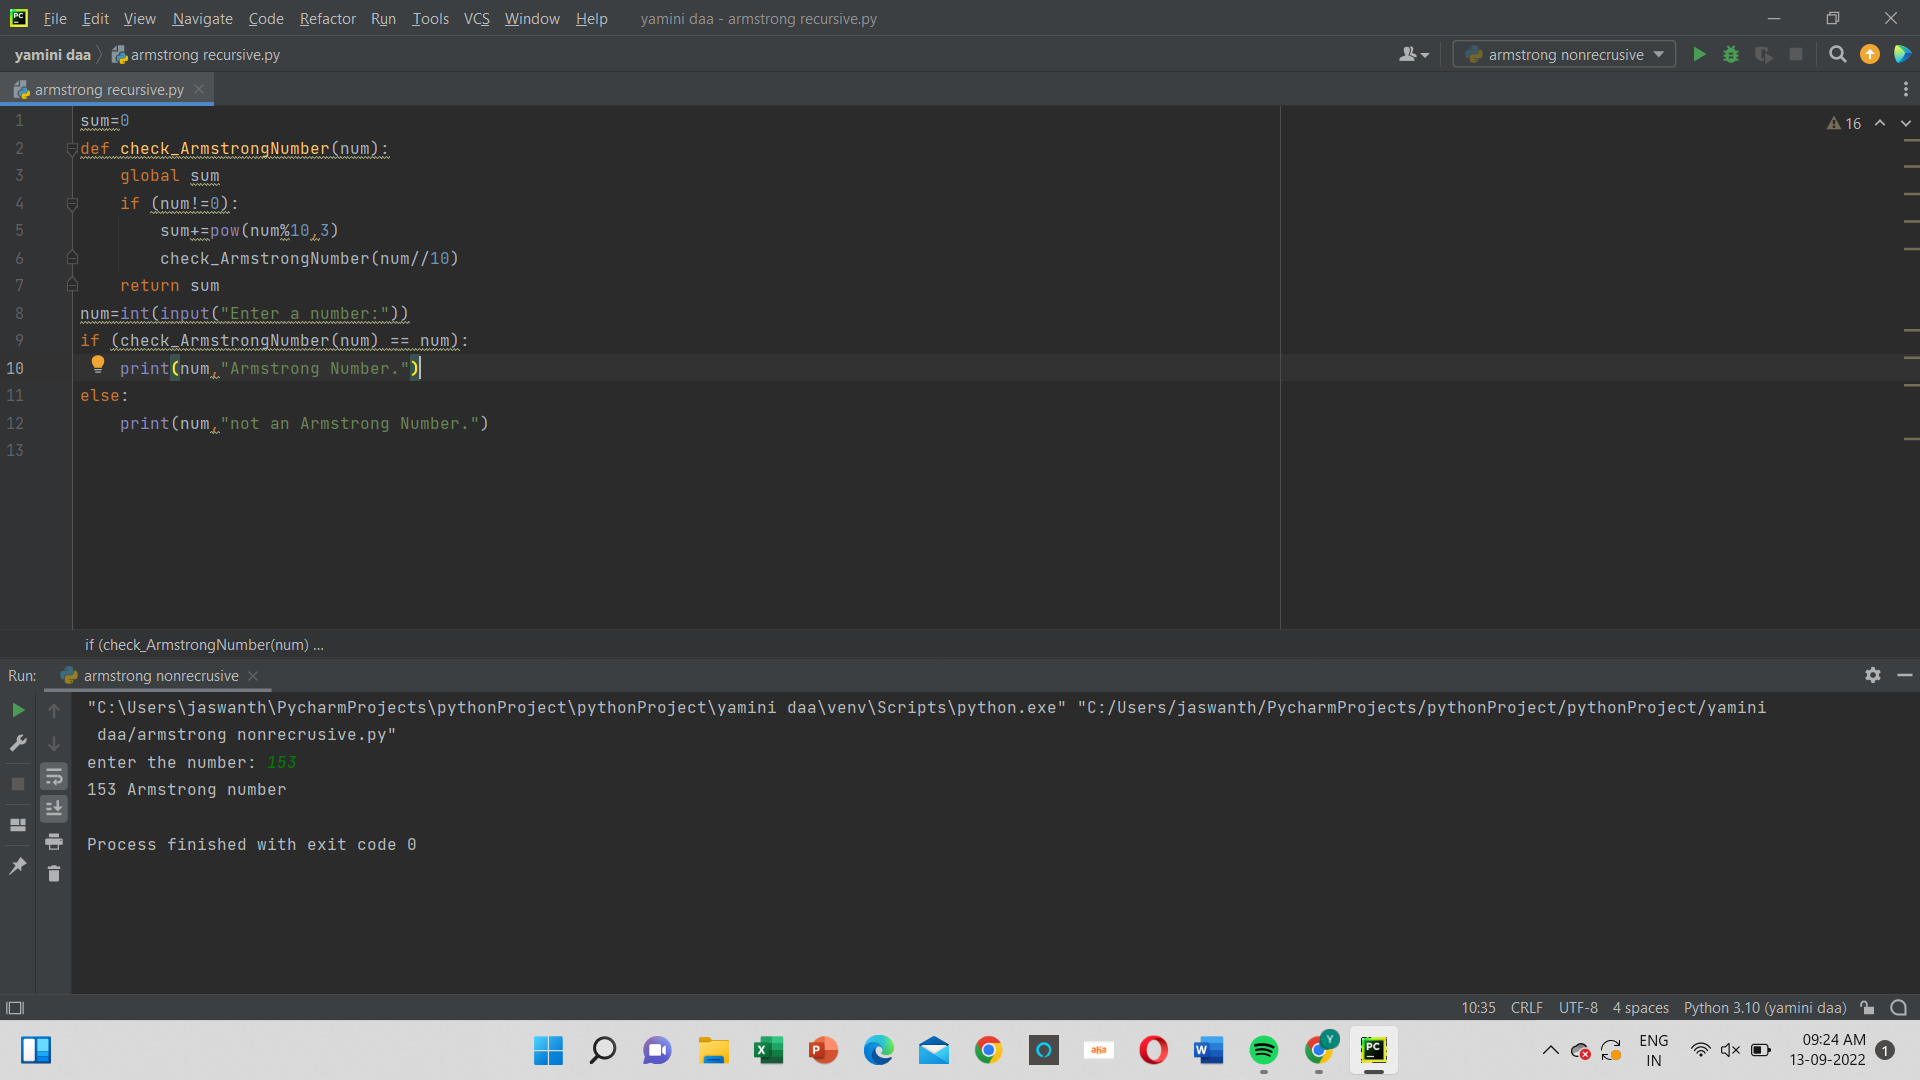 File Edit View Navigate Code Refactor Run Tools VCS Window Help yamini daa - armstrong recursive.py
yamini daa armstrong recursive.py armstrong nonrecrusive
armstrong recursive.py
16
1 sum=0
2 def check_ArmstrongNumber(num):
3 global sum
4 if (num!=0):
5 sum+=pow(num%10,3)
6 check_ArmstrongNumber(num//10)
7 return sum
8 num=int(input("Enter a number:"))
9 if (check_ArmstrongNumber(num) == num):
10 print(num,"Armstrong Number.")
11 else:
12 print(num,"not an Armstrong Number.")
13
if (check_ArmstrongNumber(num) ...
Run: armstrong nonrecrusive
"C:\Users\jaswanth\PycharmProjects\pythonProject\pythonProject\yamini daa\venv\Scripts\python.exe" "C:/Users/jaswanth/PycharmProjects/pythonProject/pythonProject/yamini
daa/armstrong nonrecrusive.py"
enter the number: 153
153 Armstrong number
Process finished with exit code 0
10:35 CRLF UTF-8 4 spaces Python 3.10 (yamini daa)
ENG
IN
09:24 AM
13-09-2022
1